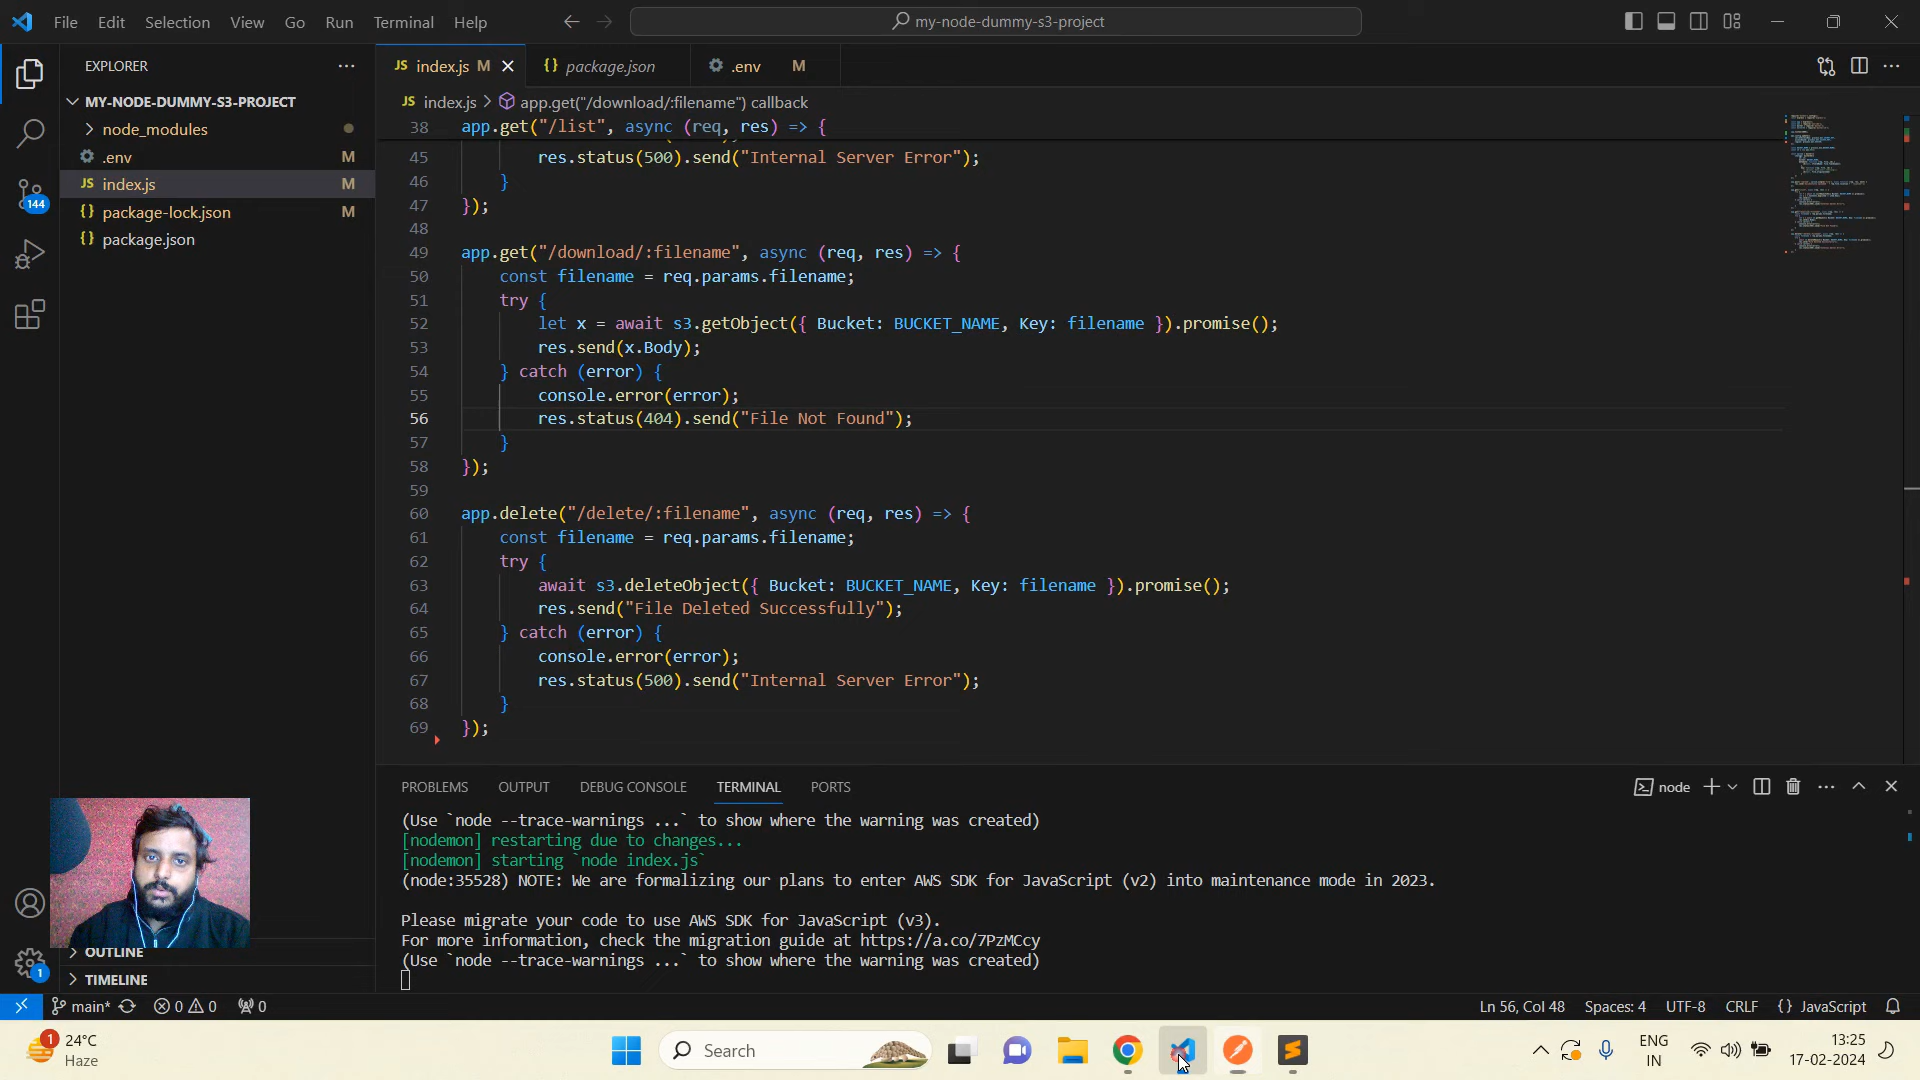 File Edit Selection View Go Run Terminal Help
my-node-dummy-s3-project
EXPLORER
MY-NODE-DUMMY-S3-PROJECT
node_modules
.env M
JS index.js M
{} package-lock.json M
{} package.json
144
1
OUTLINE
TIMELINE
JS index.js M
{} package.json
.env M
JS index.js > app.get("/download/:filename") callback
38 app.get("/list", async (req, res) => {
45 res.status(500).send("Internal Server Error");
46 }
47 });
48
49 app.get("/download/:filename", async (req, res) => {
50 const filename = req.params.filename;
51 try {
52 let x = await s3.getObject({ Bucket: BUCKET_NAME, Key: filename }).promise();
53 res.send(x.Body);
54 } catch (error) {
55 console.error(error);
56 res.status(404).send("File Not Found");
57 }
58 });
59
60 app.delete("/delete/:filename", async (req, res) => {
61 const filename = req.params.filename;
62 try {
63 await s3.deleteObject({ Bucket: BUCKET_NAME, Key: filename }).promise();
64 res.send("File Deleted Successfully");
65 } catch (error) {
66 console.error(error);
67 res.status(500).send("Internal Server Error");
68 }
69 });
PROBLEMS OUTPUT DEBUG CONSOLE TERMINAL PORTS
node
(Use `node --trace-warnings ...` to show where the warning was created)
[nodemon] restarting due to changes...
[nodemon] starting `node index.js`
(node:35528) NOTE: We are formalizing our plans to enter AWS SDK for JavaScript (v2) into maintenance mode in 2023.
Please migrate your code to use AWS SDK for JavaScript (v3).
For more information, check the migration guide at https://a.co/7PzMCcy
(Use `node --trace-warnings ...` to show where the warning was created)
main* 0 0 0
Ln 56, Col 48 Spaces: 4 UTF-8 CRLF {} JavaScript
1
24°C
Haze
Search
ENG
IN
13:25
17-02-2024